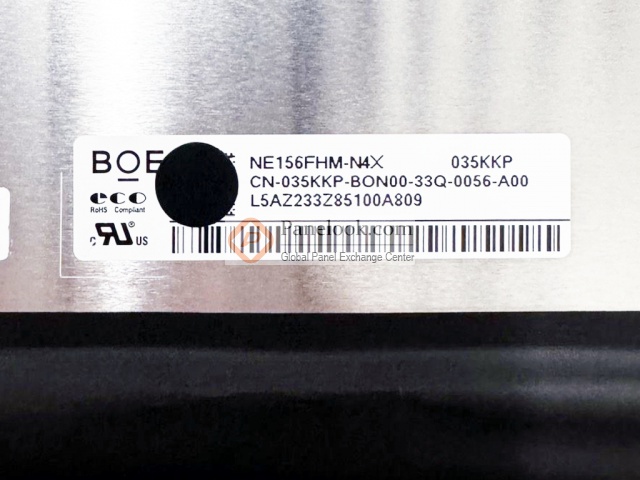 BOE
NE156FHM-N4X 035KKP
CN-035KKP-BON00-33Q-0056-A00
eco
RoHS Compliant
L5AZ233Z85100A809
c RU US
Panelook.com
Global Panel Exchange Center